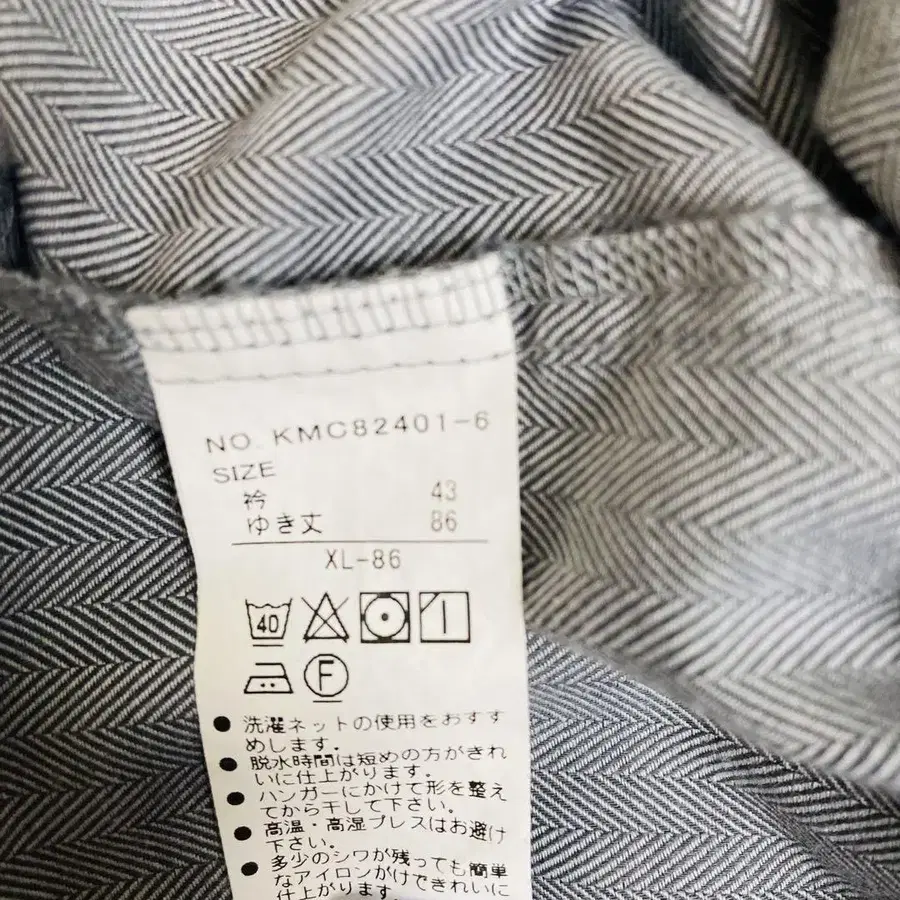 NO. KMC82401-6
SIZE
衿 43
ゆき丈 86
XL-86
40
F
● 洗濯ネットの使用をおすす
めします.
● 脱水時間は短めの方がきれ
いに仕上がります.
● ハンガーにかけて形を整え
てから干して下さい.
● 高温・高湿プレスはお避け
下さい.
● 多少のシワが残っても簡単
なアイロンがけできれいに
仕上がります.